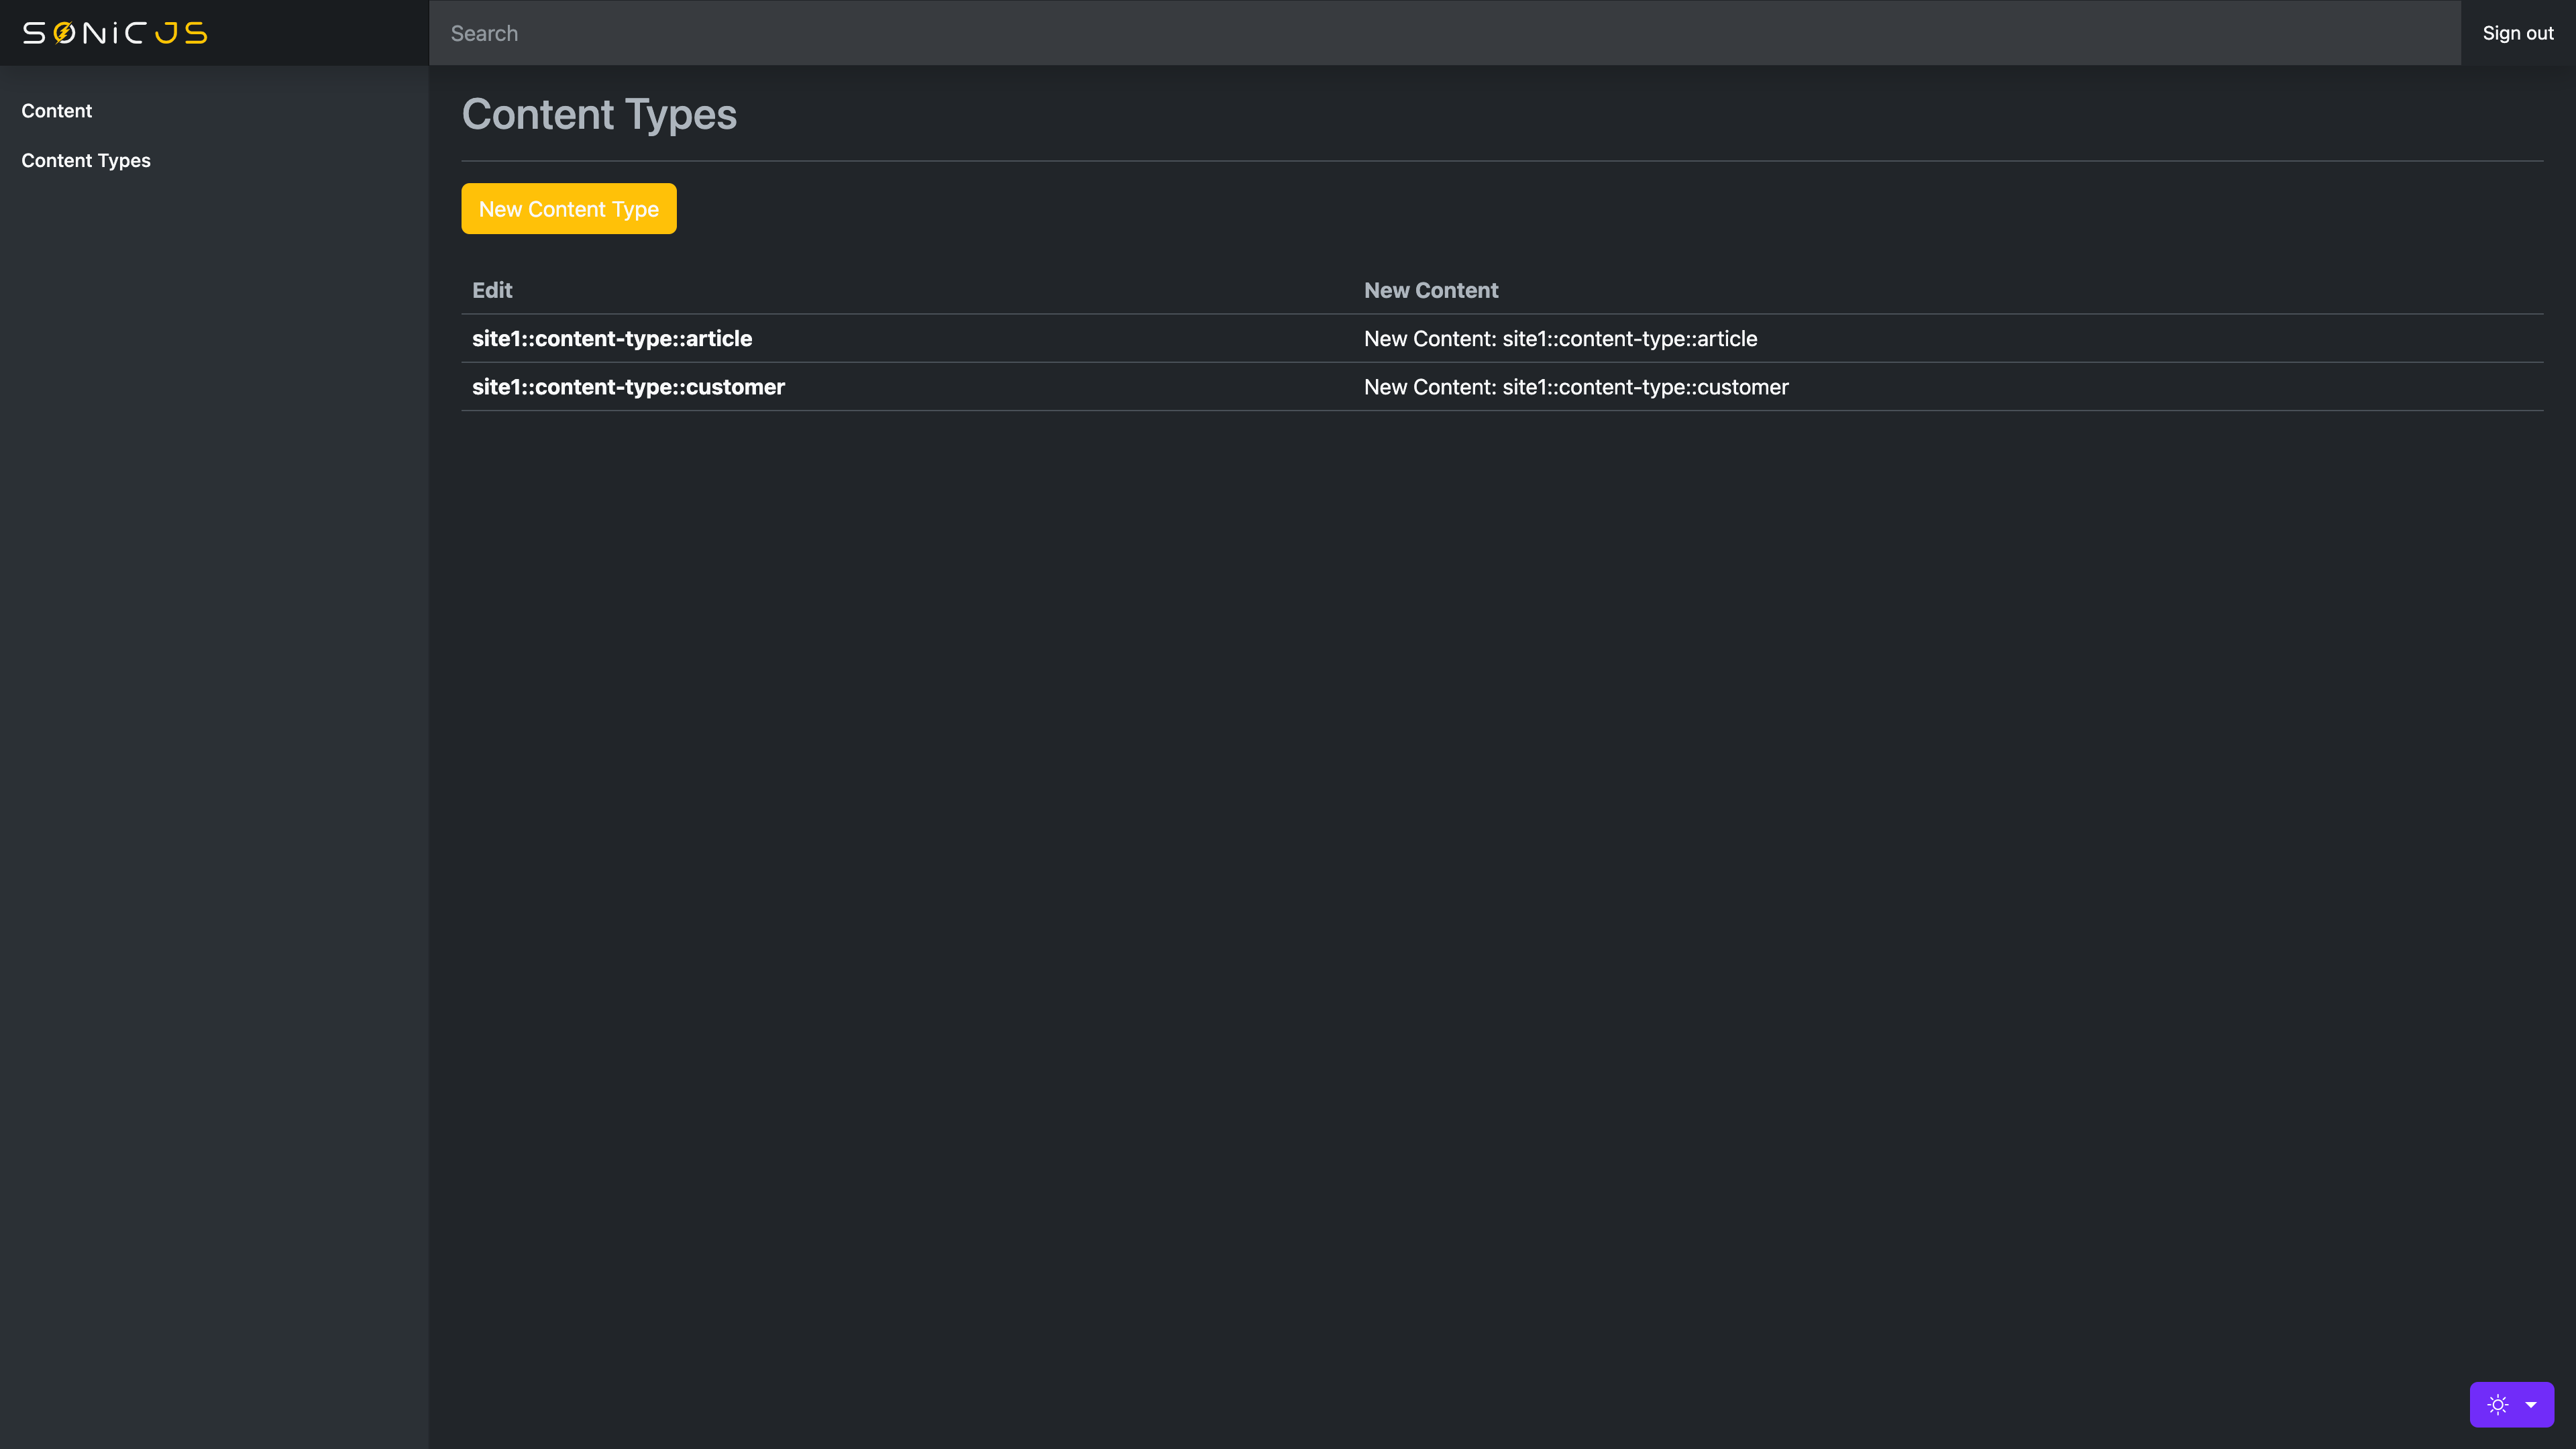 SONiC JS
Search
Sign out
Content
Content Types
Content Types
New Content Type
Edit
New Content
site1::content-type::article
New Content: site1::content-type::article
site1::content-type::customer
New Content: site1::content-type::customer